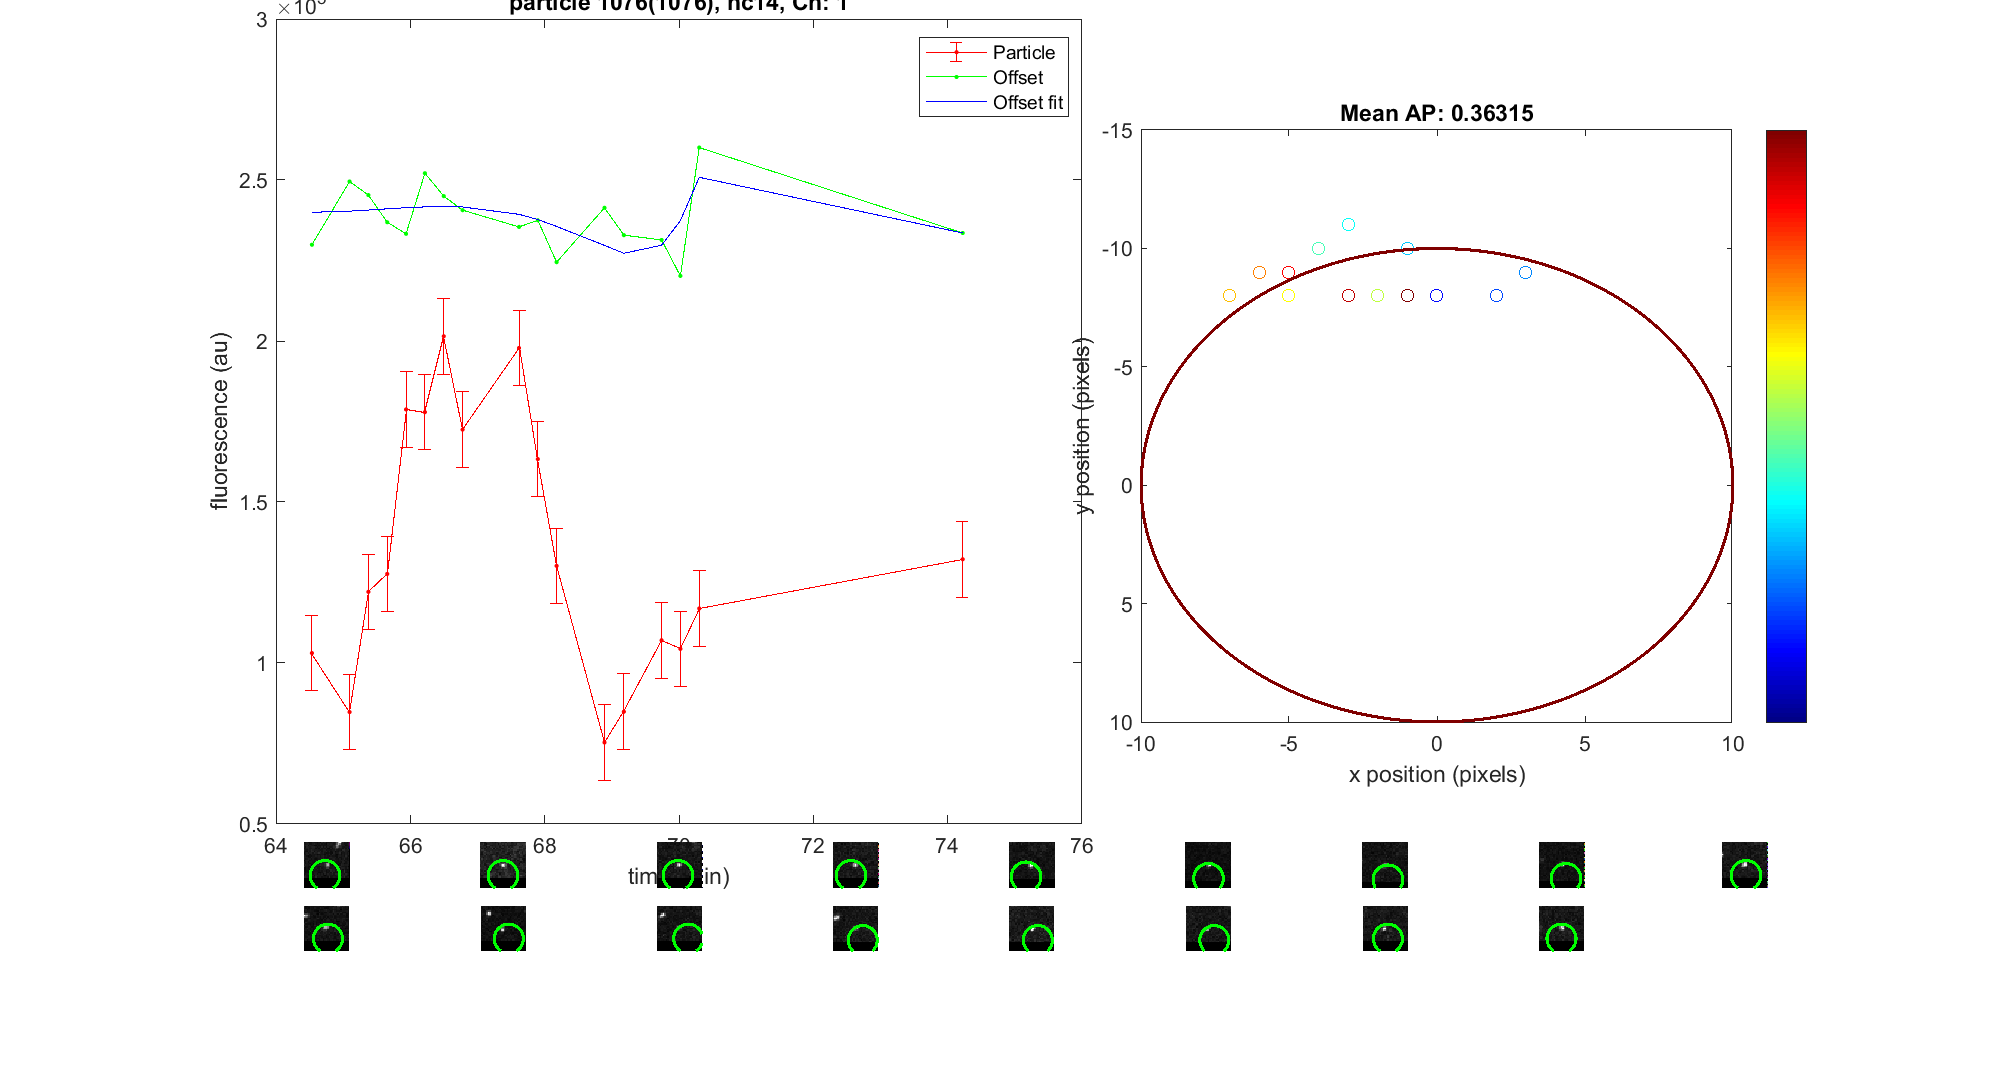 particle 1076(1076), nc14, Ch: 1
3
2.5
2
1.5
1
0.5
fluorescence (au)
Particle
Offset
Offset fit
64
66
68
72
74
76
Mean AP: 0.36315
-15
-10
-5
0
5
10
y position (pixels)
-10
-5
0
5
10
x position (pixels)